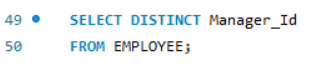 49 SELECT DISTINCT Manager_Id
50 FROM EMPLOYEE;